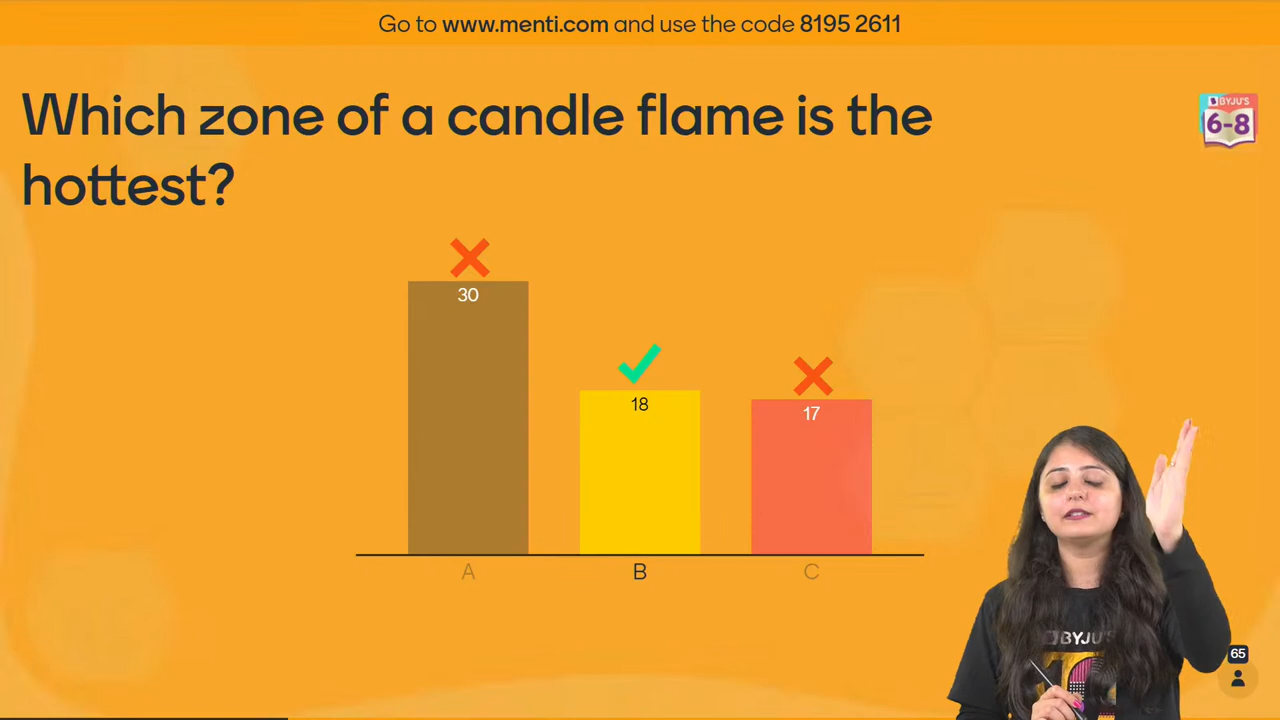 Go to www.menti.com and use the code 8195 2611
Which zone of a candle flame is the
hottest?
BYJU'S
6-8
30
18
17
A
B
C
BYJU'S
65